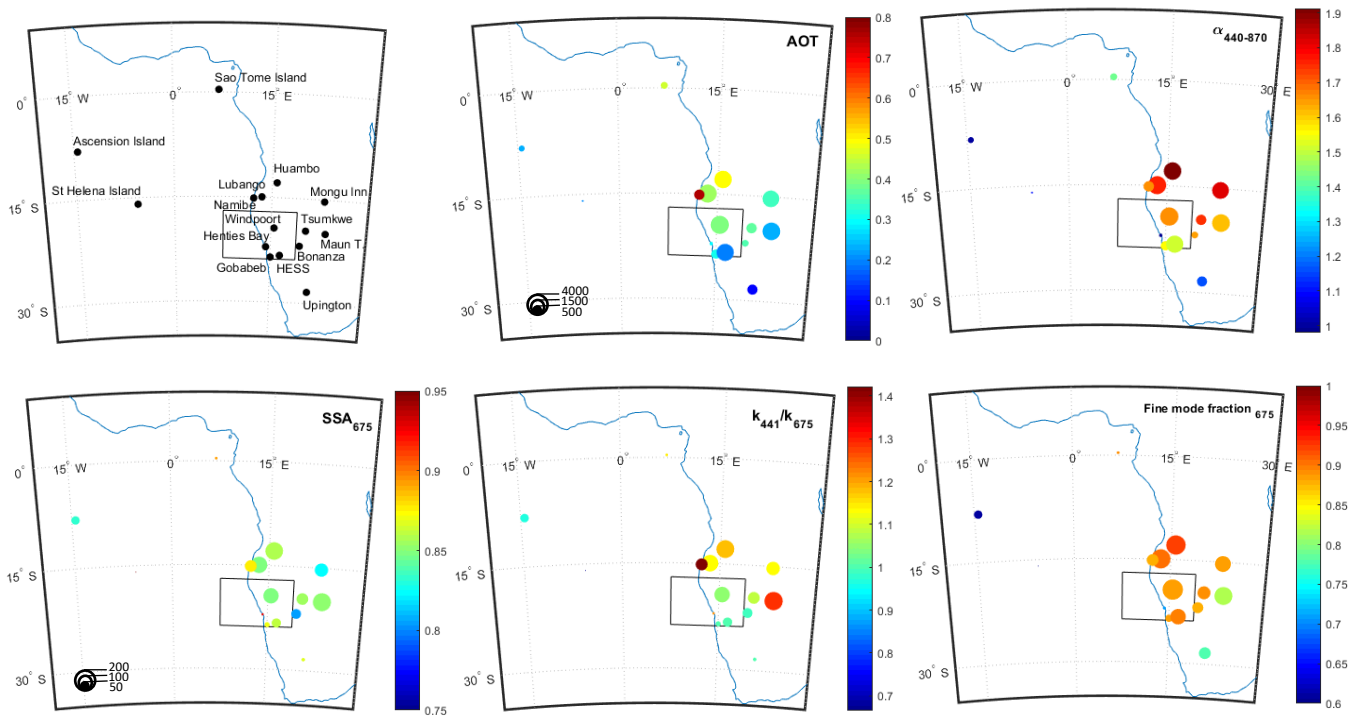 Sao Tome Island
0° 15° W 0° 15° E
Ascension Island
Huambo
St Helena Island
Lubango
Mongu Inn
Namibe
15° S
Windpoort
Tsumkwe
Henties Bay
Maun T.
Bonanza
Gobabeb
HESS
Upington
30° S
AOT
0° 15° W 0° 15° E
15° S
30° S
4000
1500
500
0.8
0.7
0.6
0.5
0.4
0.3
0.2
0.1
0
α440-870
0° 15° W 0° 15° E 30° E
15° S
30° S
1.9
1.8
1.7
1.6
1.5
1.4
1.3
1.2
1.1
1
SSA675
0° 15° W 0° 15° E
15° S
30° S
200
100
50
0.95
0.9
0.85
0.8
0.75
k441/k675
0° 15° W 0° 15° E
15° S
30° S
1.4
1.3
1.2
1.1
1
0.9
0.8
0.7
Fine mode fraction 675
0° 15° W 0° 15° E 30° E
15° S
30° S
1
0.95
0.9
0.85
0.8
0.75
0.7
0.65
0.6